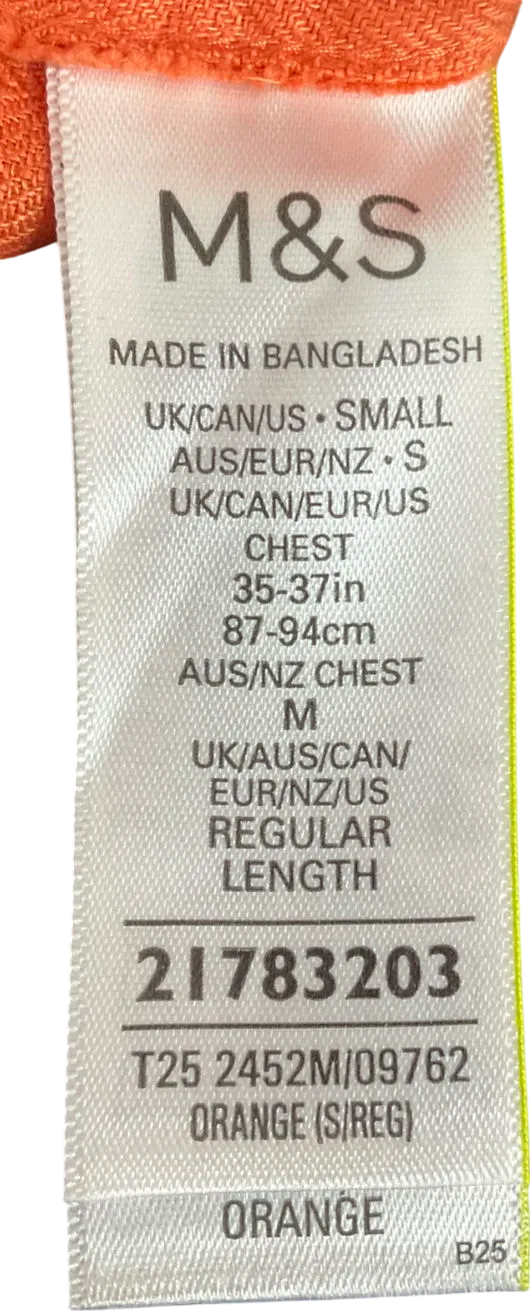 M&S
MADE IN BANGLADESH
UK/CAN/US • SMALL
AUS/EUR/NZ • S
UK/CAN/EUR/US
CHEST
35-37in
87-94cm
AUS/NZ CHEST
M
UK/AUS/CAN/
EUR/NZ/US
REGULAR
LENGTH
21783203
T25 2452M/09762
ORANGE (S/REG)
ORANGE
B25